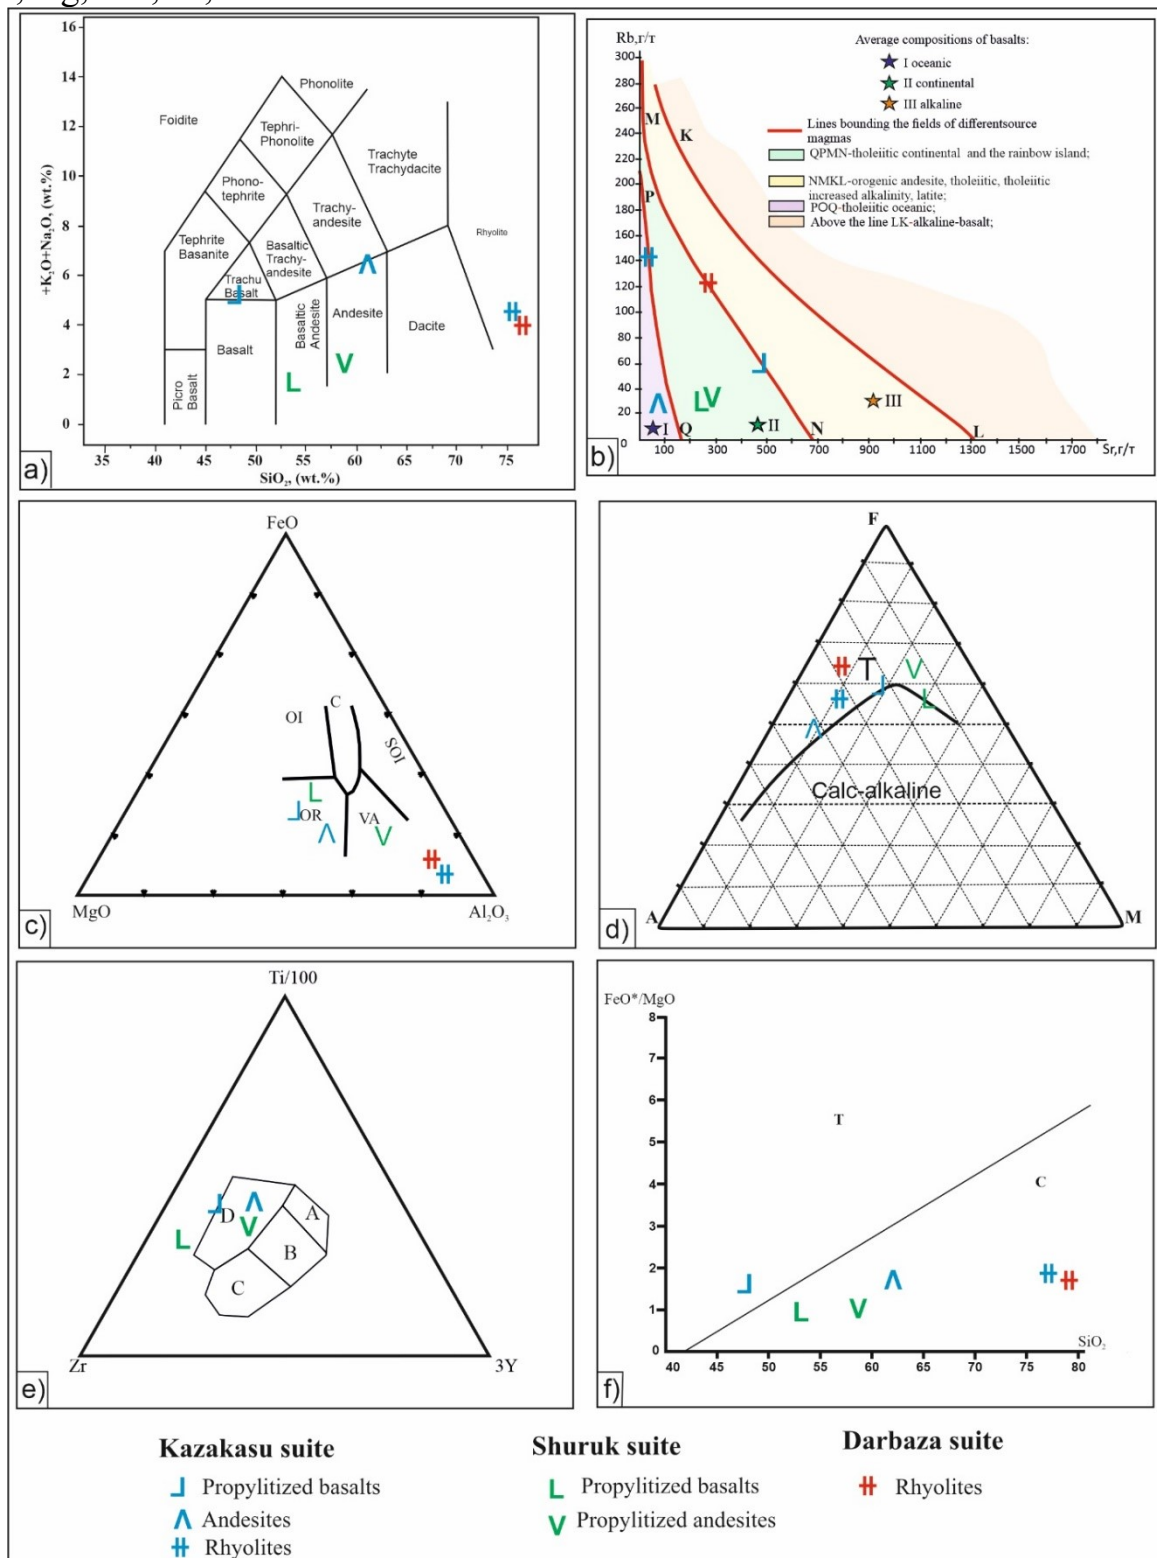 16
14
12
10
8
6
4
2
0
+K₂O+Na₂O, (wt.%)
Foidite
Phonolite
Tephri-
Phonolite
Trachyte
Trachydacite
Phono-
tephrite
Trachy-
andesite
Tephrite
Basanite
Basaltic
Trachy-
andesite
Rhyolite
Trachu
Basalt
Picro
Basalt
Basalt
Basaltic
Andesite
Andesite
Dacite
35 40 45 50 55 60 65 70 75
SiO₂, (wt.%)
a)
Rb,г/т
300
280
260
240
220
200
180
160
140
120
100
80
60
40
20
0
Average compositions of basalts:
I oceanic
II continental
III alkaline
Lines bounding the fields of differentsource
magmas
QPMN-tholeiitic continental and the rainbow island;
NMKL-orogenic andesite, tholeiitic, tholeiitic
increased alkalinity, latite;
POQ-tholeiitic oceanic;
Above the line LK-alkaline-basalt;
M
K
P
III
I Q II N L
100 300 500 700 900 1100 1300 1500 1700 Sr,г/т
b)
FeO
C
OI
SOI
OR
VA
MgO
Al₂O₃
c)
F
T
Calc-alkaline
A
M
d)
Ti/100
D
A
B
C
Zr
3Y
e)
FeO*/MgO
8
7
6
5
4
3
2
1
0
T
C
SiO₂
40 45 50 55 60 65 70 75 80
f)
Kazakasu suite
Propylitized basalts
Andesites
Rhyolites
Shuruk suite
Propylitized basalts
Propylitized andesites
Darbaza suite
Rhyolites